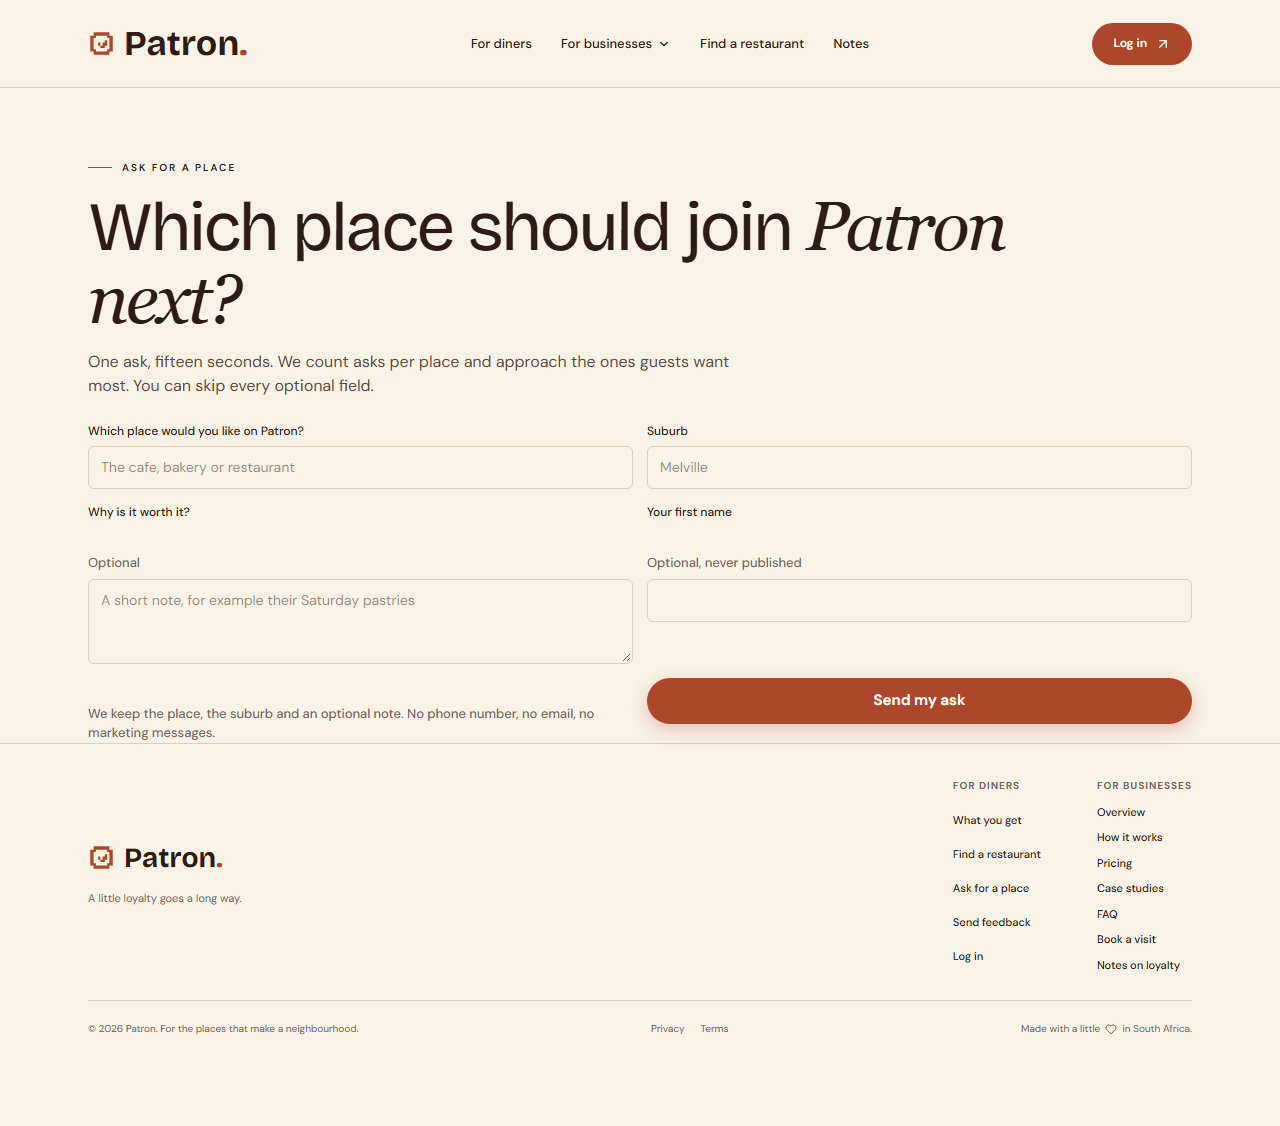 Patron.
For diners
For businesses
Find a restaurant
Notes
Log in
ASK FOR A PLACE
Which place should join Patron
next?
One ask, fifteen seconds. We count asks per place and approach the ones guests want
most. You can skip every optional field.
Which place would you like on Patron?
Suburb
The cafe, bakery or restaurant
Melville
Why is it worth it?
Your first name
Optional
Optional, never published
A short note, for example their Saturday pastries
We keep the place, the suburb and an optional note. No phone number, no email, no
marketing messages.
Send my ask
Patron.
A little loyalty goes a long way.
FOR DINERS
What you get
Find a restaurant
Ask for a place
Send feedback
Log in
FOR BUSINESSES
Overview
How it works
Pricing
Case studies
FAQ
Book a visit
Notes on loyalty
© 2026 Patron. For the places that make a neighbourhood.
Privacy
Terms
Made with a little in South Africa.